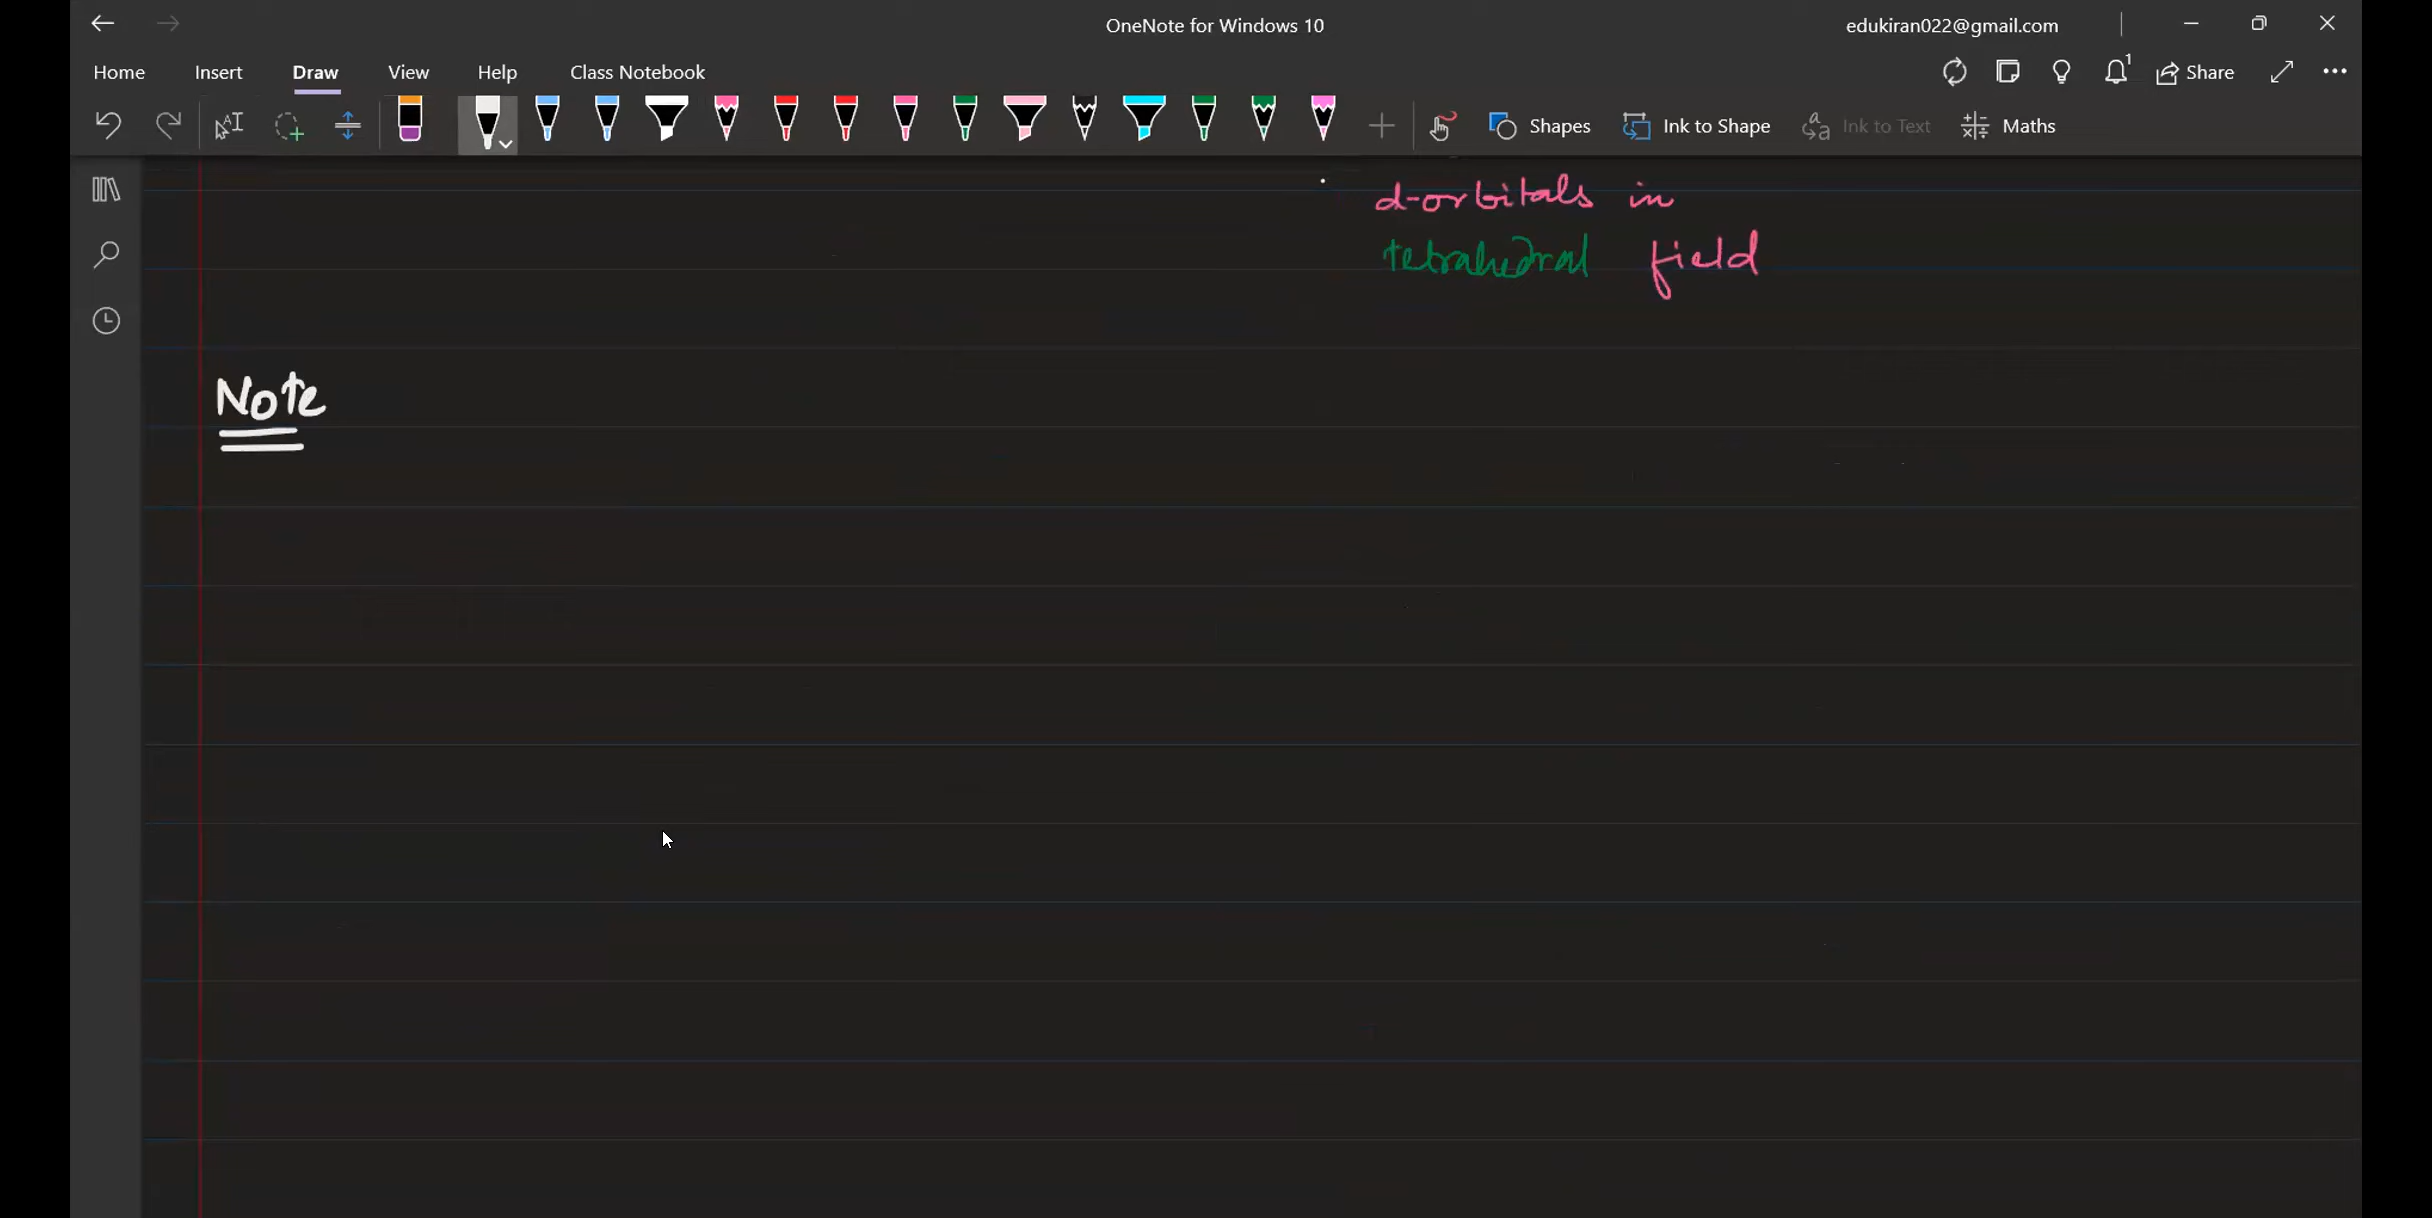 OneNote for Windows 10
edukiran022@gmail.com
Home Insert Draw View Help Class Notebook
1
Share
Shapes Ink to Shape Ink to Text Maths
d-orbitals in
tetrahedral field
Note